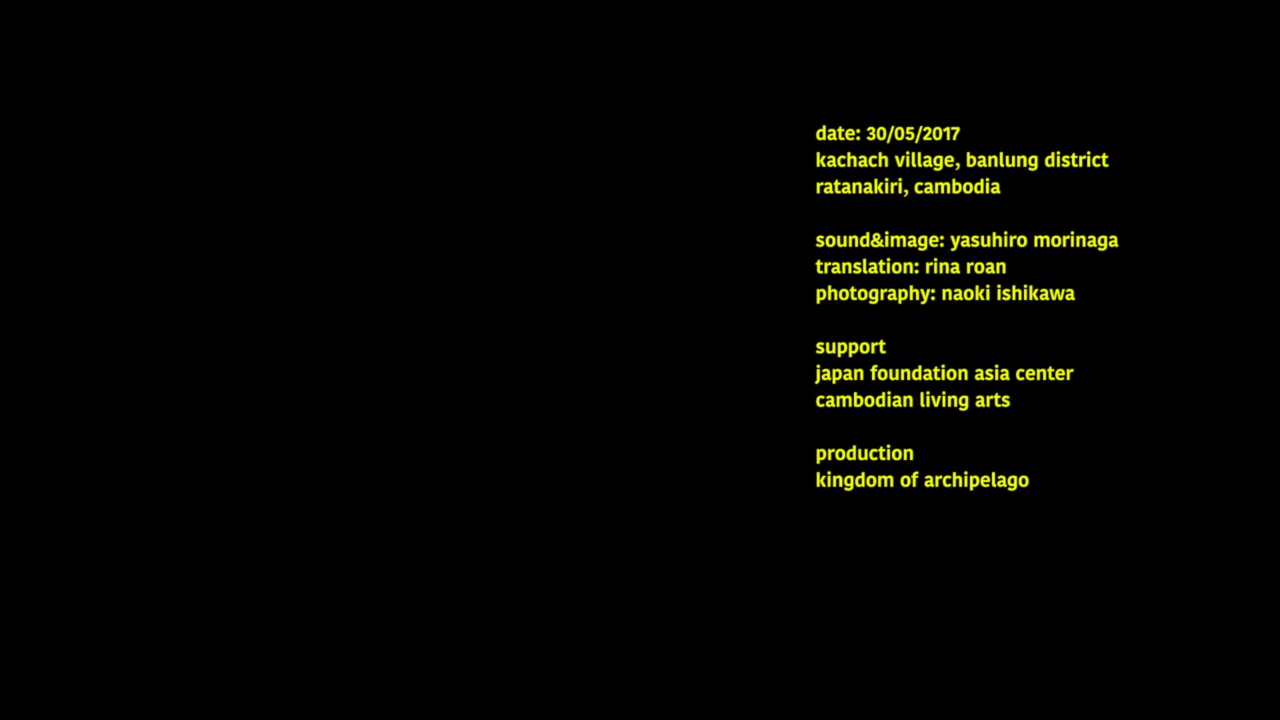 date: 30/05/2017
kachach village, banlung district
ratanakiri, cambodia
sound&image: yasuhiro morinaga
translation: rina roan
photography: naoki ishikawa
support
japan foundation asia center
cambodian living arts
production
kingdom of archipelago